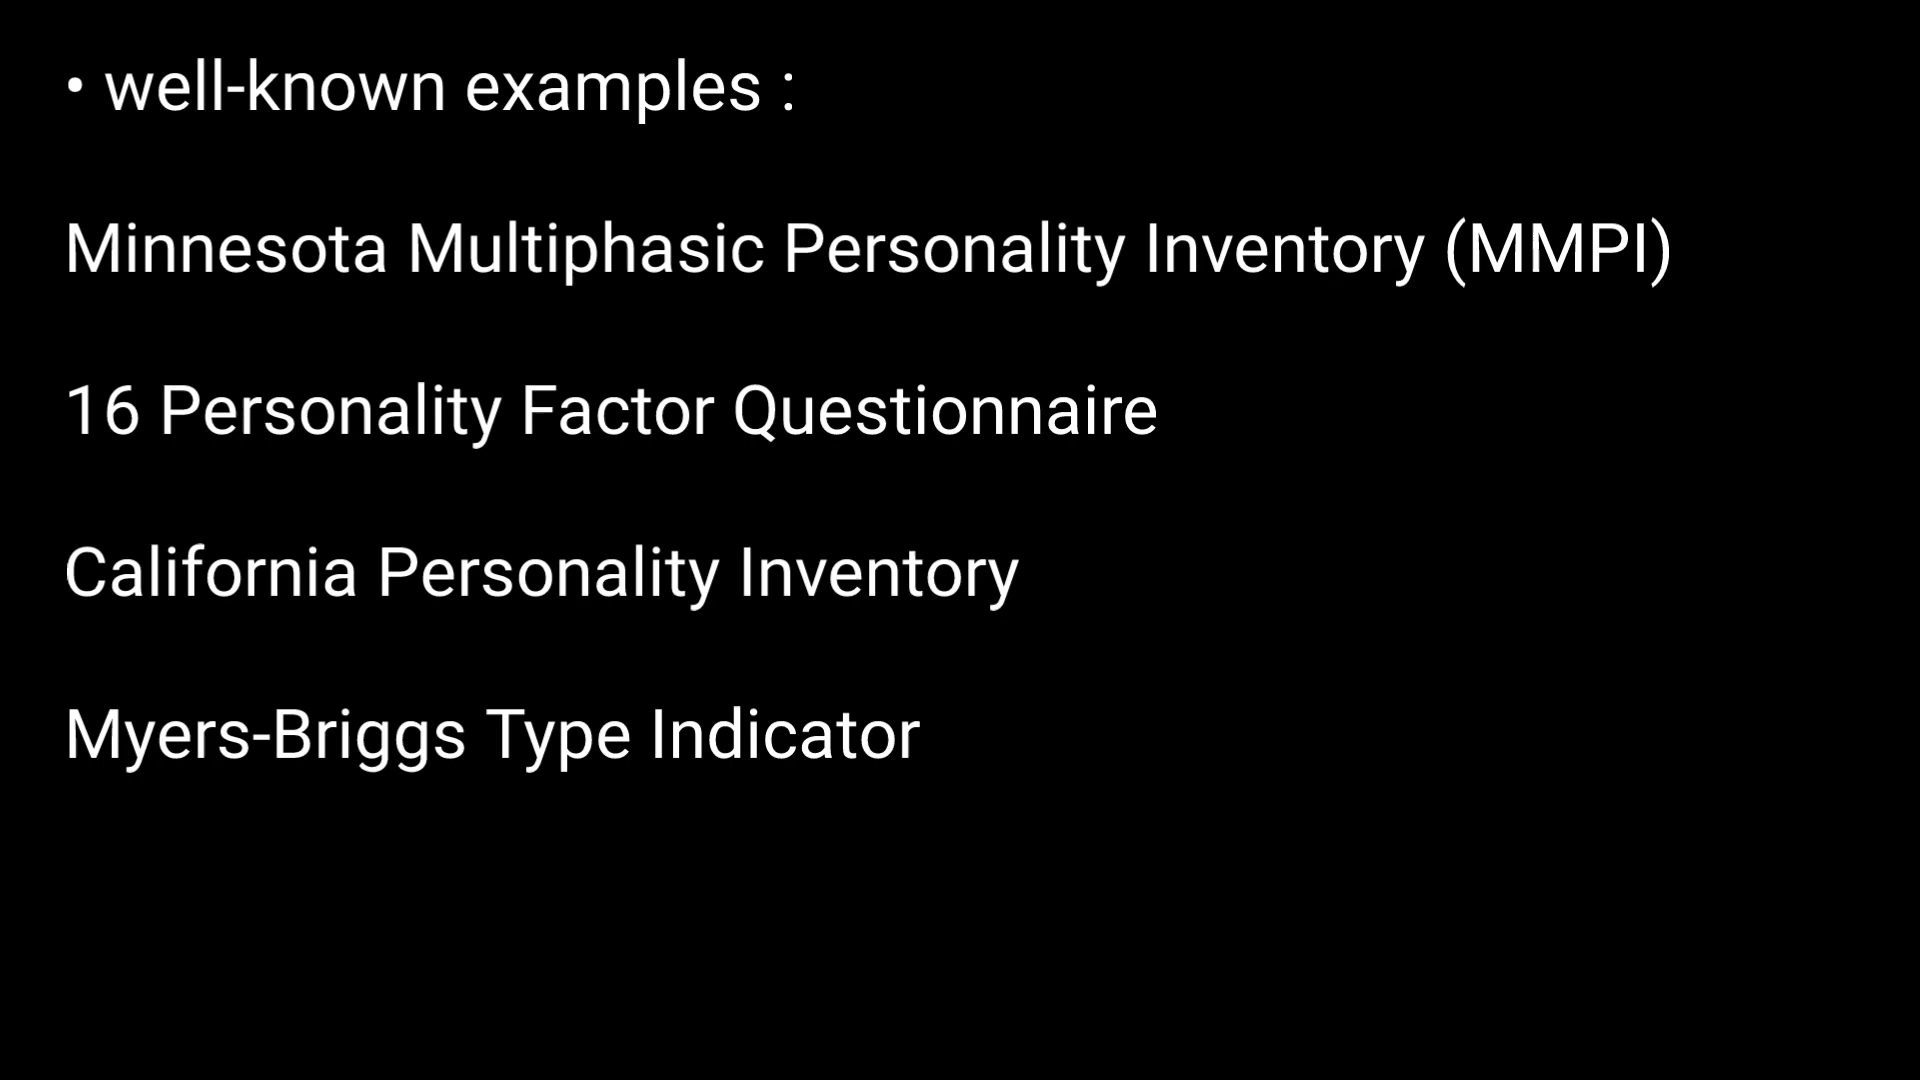 • well-known examples :
Minnesota Multiphasic Personality Inventory (MMPI)
16 Personality Factor Questionnaire
California Personality Inventory
Myers-Briggs Type Indicator